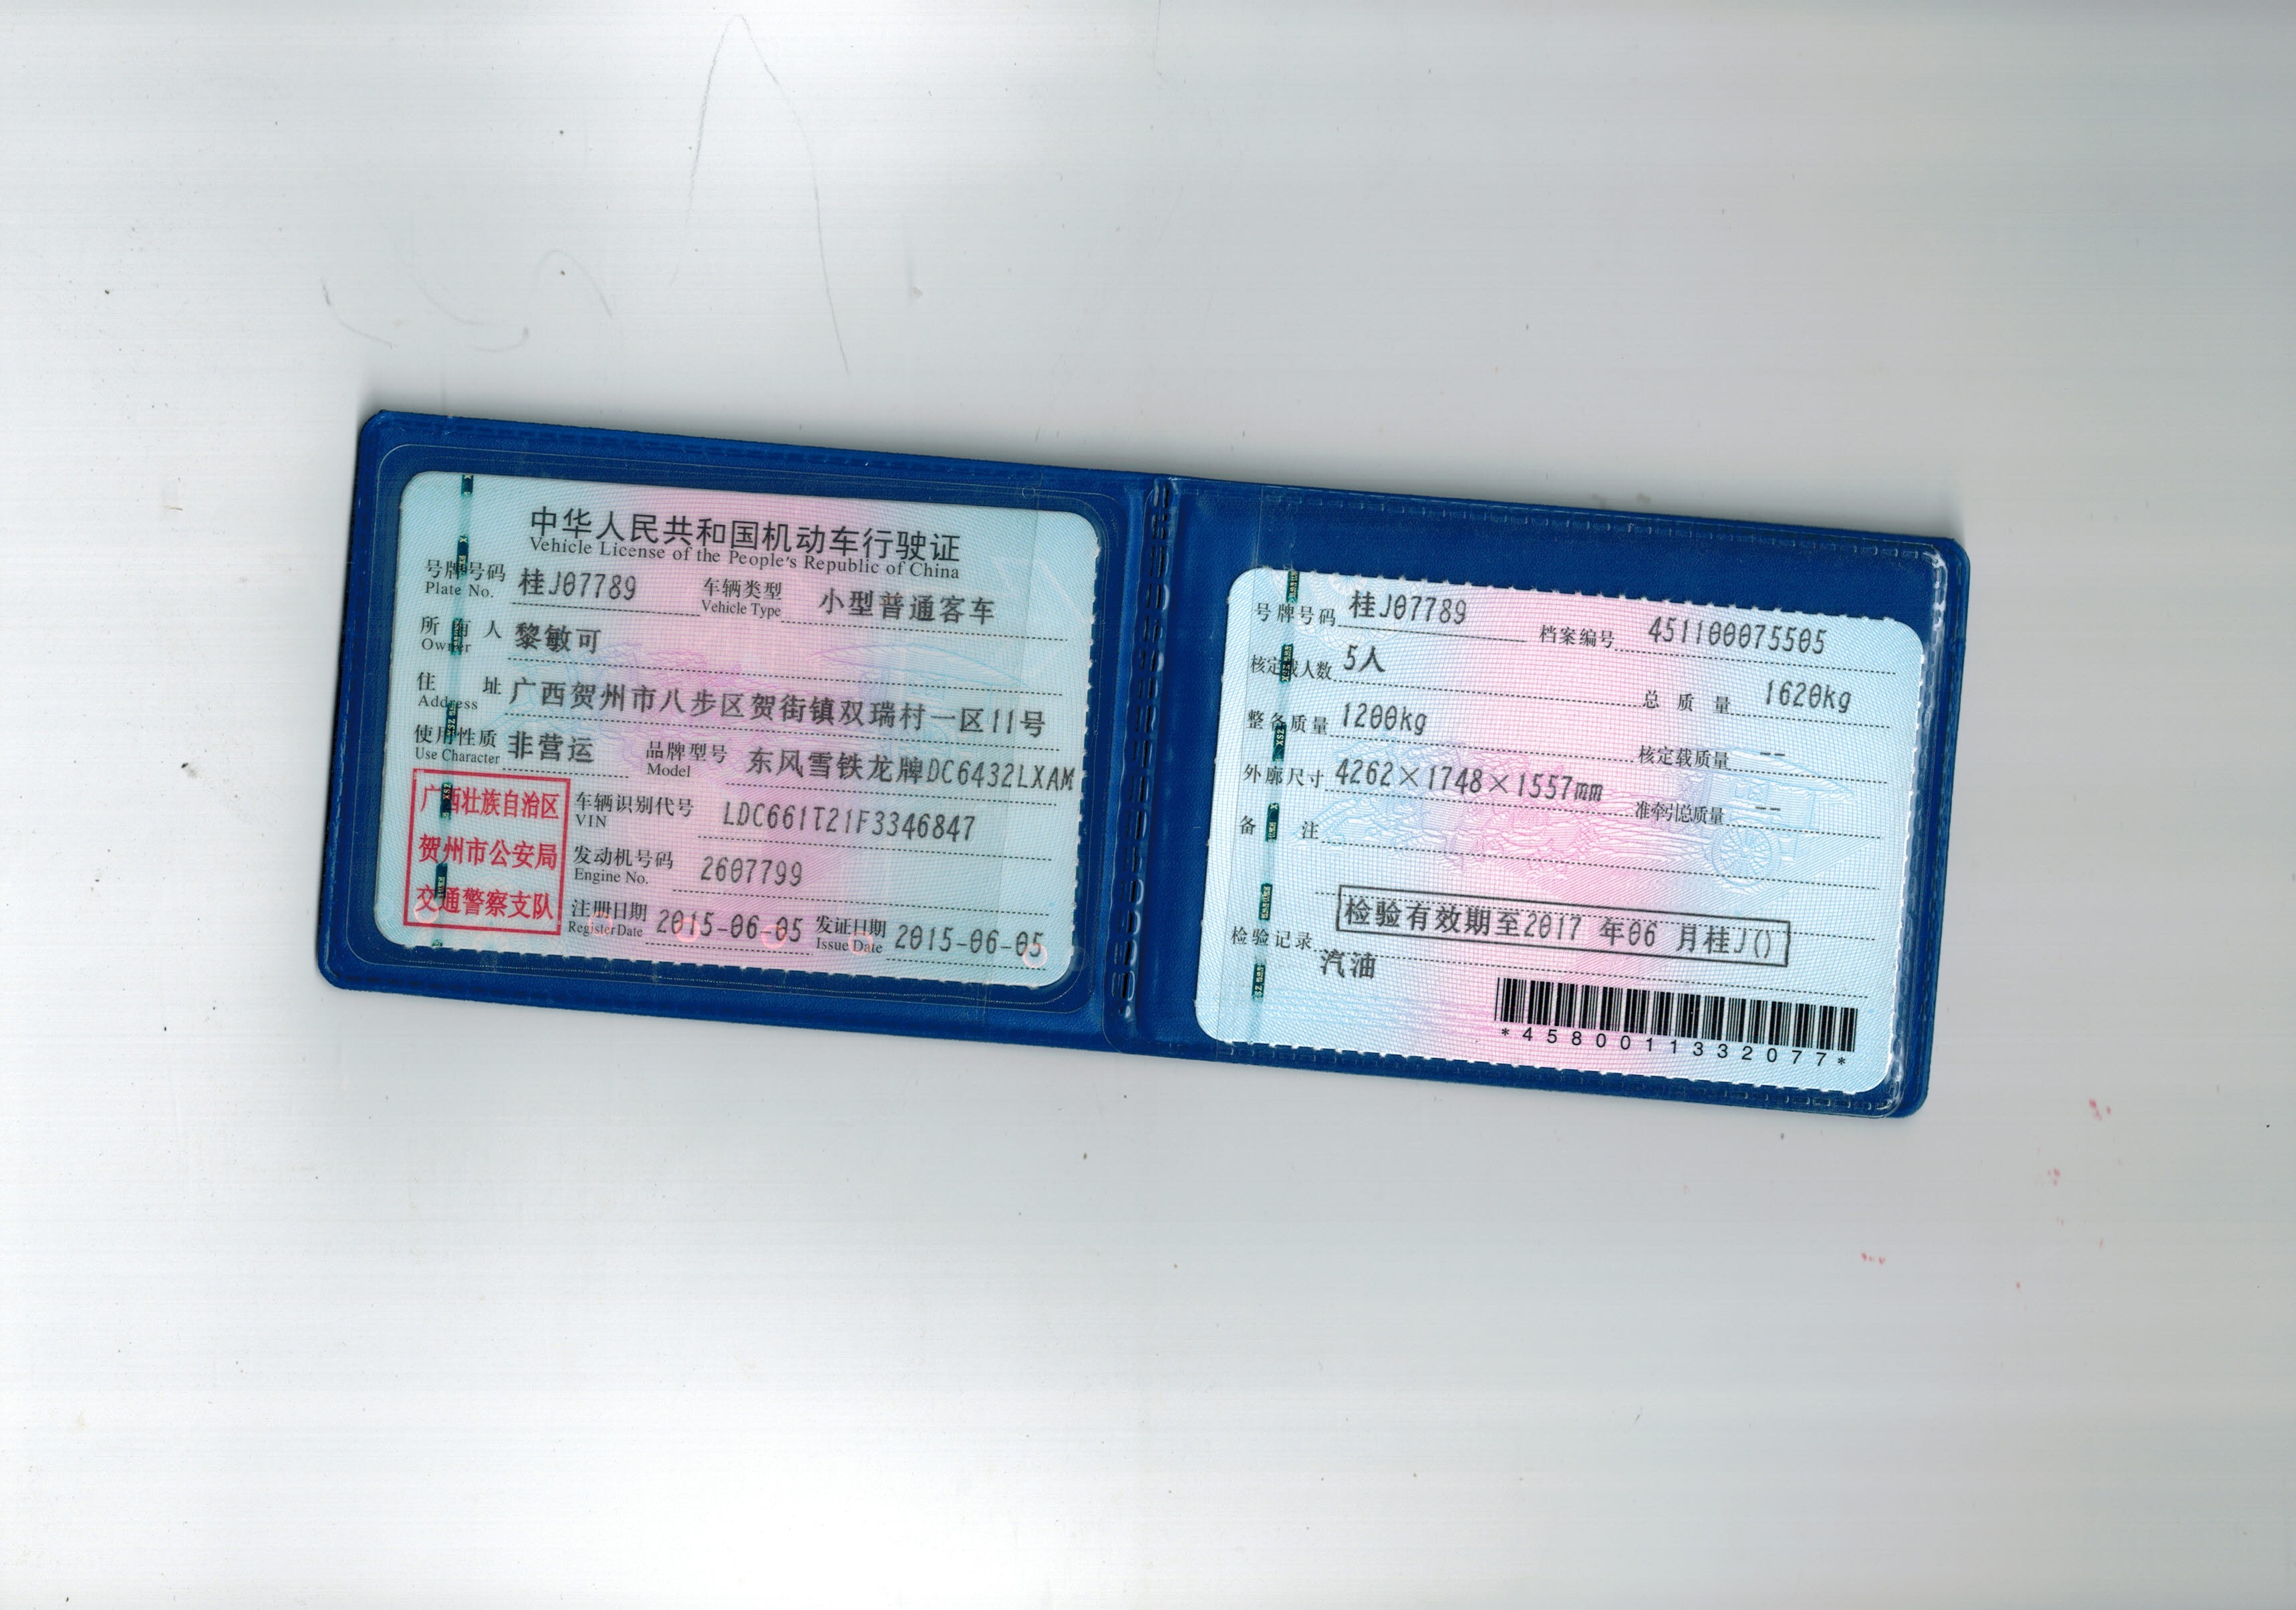 中华人民共和国机动车行驶证
Vehicle License of the People's Republic of China
号牌号码 桂J07789 车辆类型 小型普通客车
Plate No. Vehicle Type
所有人 黎敏可
Owner
住址 广西贺州市八步区贺街镇双瑞村一区11号
Address
使用性质 非营运 品牌型号 东风雪铁龙牌DC6432LXAM
Use Character Model
广西壮族自治区
贺州市公安局
交通警察支队
车辆识别代号 LDC661T21F3346847
VIN
发动机号码 2607799
Engine No.
注册日期 2015-06-05 发证日期 2015-06-05
Register Date Issue Date
号牌号码 桂J07789 档案编号 451100075505
核定载人数 5人 总质量 1620kg
整备质量 1200kg 核定载质量 --
外廓尺寸 4262×1748×1557mm 准牵引总质量 --
备注
检验有效期至2017 年06 月桂J()
检验记录
汽油
*4580011332077*